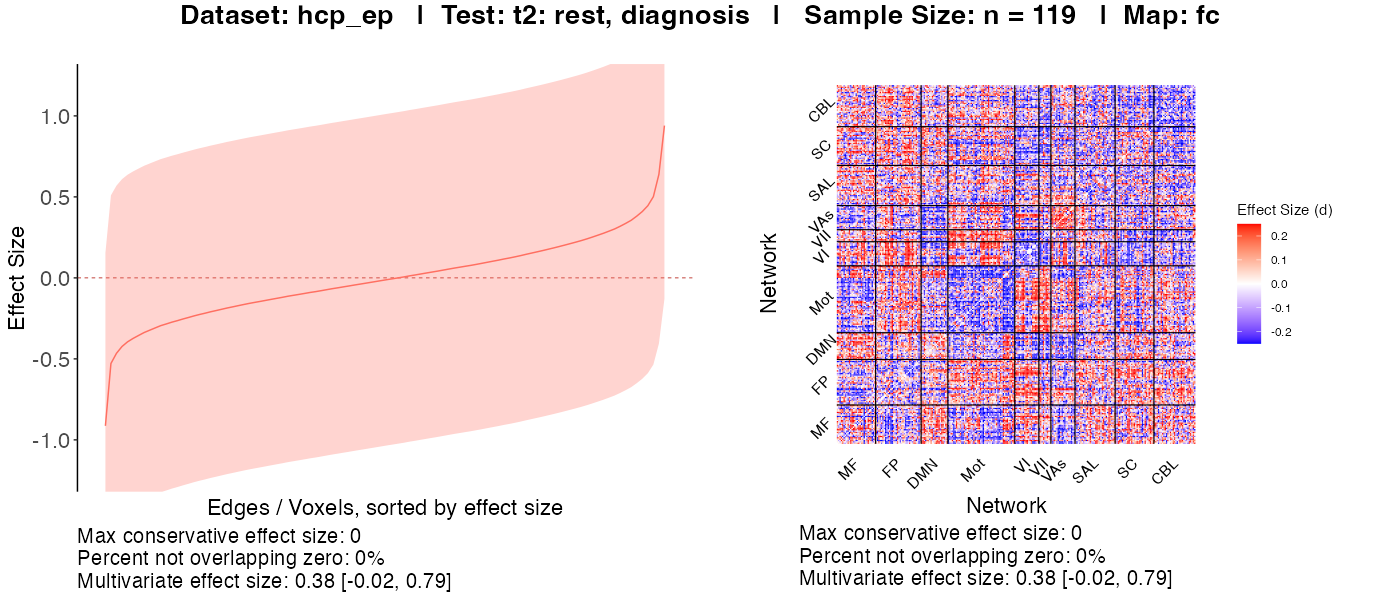 Dataset: hcp_ep | Test: t2: rest, diagnosis | Sample Size: n = 119 | Map: fc
Effect Size
1.0
0.5
0.0
-0.5
-1.0
Edges / Voxels, sorted by effect size
Max conservative effect size: 0
Percent not overlapping zero: 0%
Multivariate effect size: 0.38 [-0.02, 0.79]
Network
CBL
SC
SAL
VAs
VII
VI
Mot
DMN
FP
MF
MF
FP
DMN
Mot
VI
VII
VAs
SAL
SC
CBL
Network
Max conservative effect size: 0
Percent not overlapping zero: 0%
Multivariate effect size: 0.38 [-0.02, 0.79]
Effect Size (d)
0.2
0.1
0.0
-0.1
-0.2